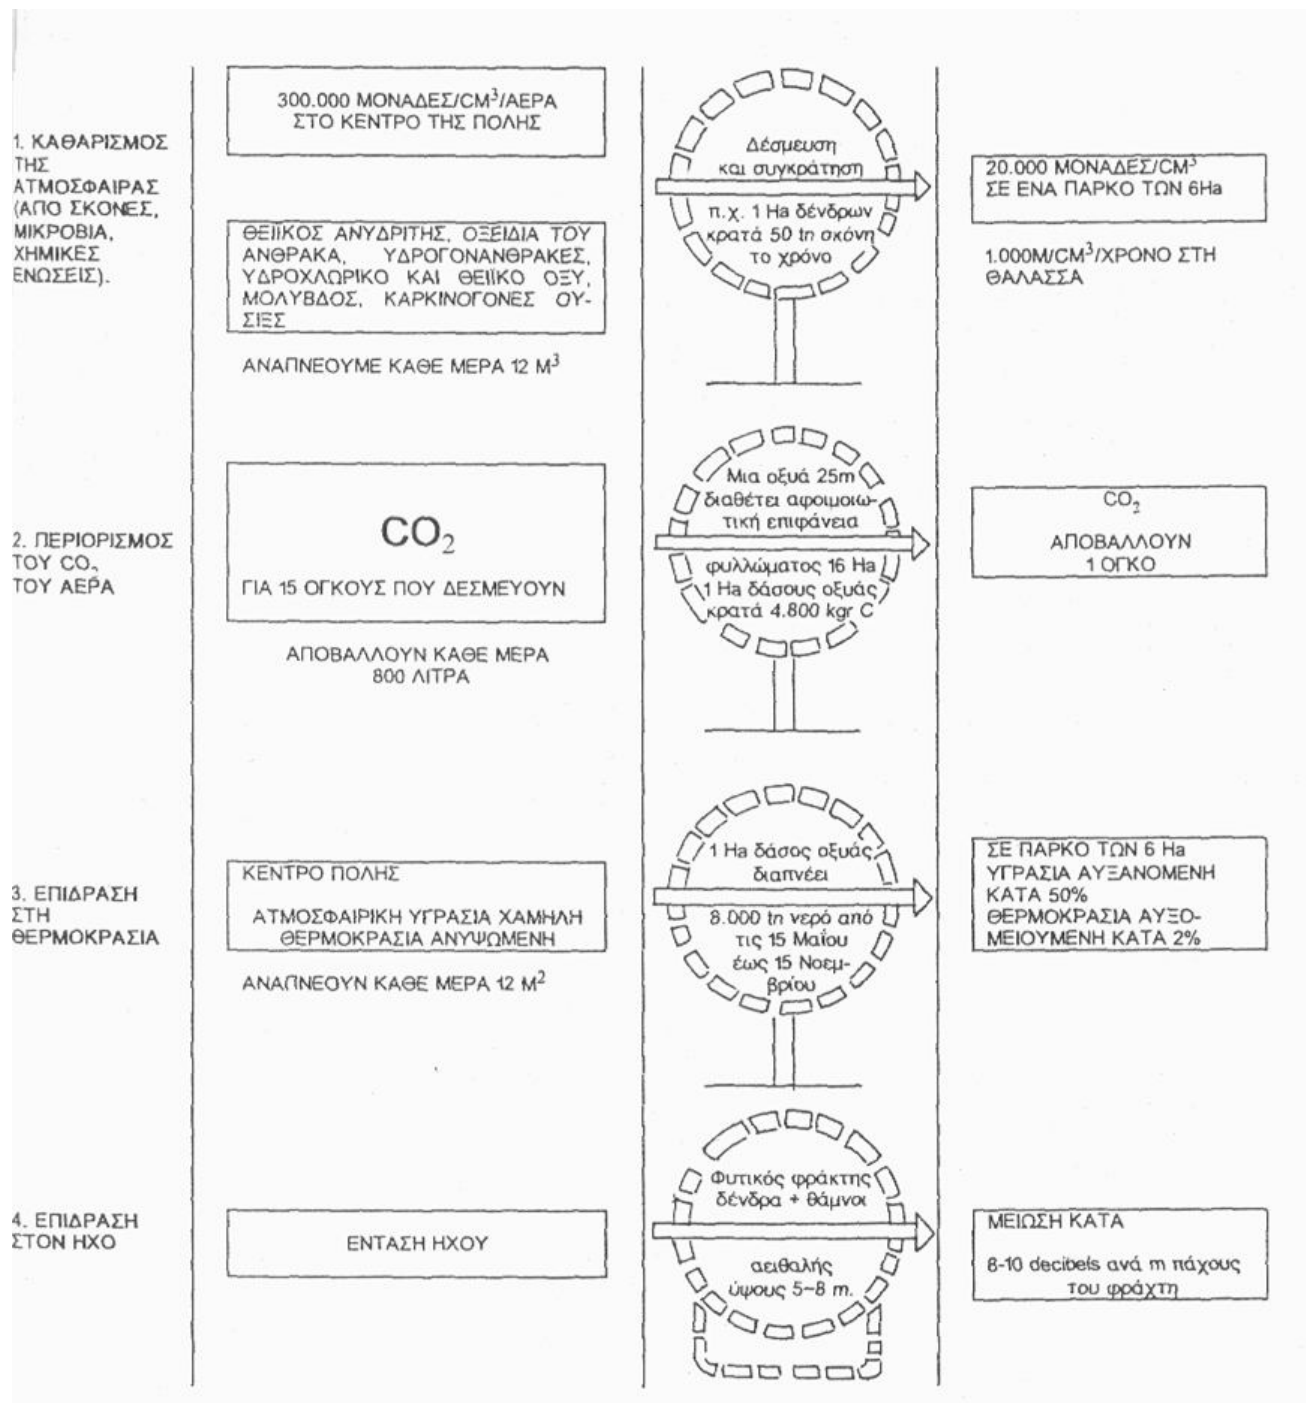 1. ΚΑΘΑΡΙΣΜΟΣ
ΤΗΣ
ΑΤΜΟΣΦΑΙΡΑΣ
(ΑΠΟ ΣΚΟΝΕΣ,
ΜΙΚΡΟΒΙΑ,
ΧΗΜΙΚΕΣ
ΕΝΩΣΕΙΣ).
300.000 ΜΟΝΑΔΕΣ/CM³/ΑΕΡΑ
ΣΤΟ ΚΕΝΤΡΟ ΤΗΣ ΠΟΛΗΣ
ΘΕΙΙΚΟΣ ΑΝΥΔΡΙΤΗΣ, ΟΞΕΙΔΙΑ ΤΟΥ
ΑΝΘΡΑΚΑ, ΥΔΡΟΓΟΝΑΝΘΡΑΚΕΣ,
ΥΔΡΟΧΛΩΡΙΚΟ ΚΑΙ ΘΕΙΙΚΟ ΟΞΥ,
ΜΟΛΥΒΔΟΣ, ΚΑΡΚΙΝΟΓΟΝΕΣ ΟΥ-
ΣΙΕΣ
ΑΝΑΠΝΕΟΥΜΕ ΚΑΘΕ ΜΕΡΑ 12 Μ³
Δέσμευση
και συγκράτηση
π.χ. 1 Ha δένδρων
κρατά 50 tn σκόνη
το χρόνο
20.000 ΜΟΝΑΔΕΣ/CM³
ΣΕ ΕΝΑ ΠΑΡΚΟ ΤΩΝ 6Ha
1.000Μ/CM³/ΧΡΟΝΟ ΣΤΗ
ΘΑΛΑΣΣΑ
2. ΠΕΡΙΟΡΙΣΜΟΣ
ΤΟΥ CO₂
ΤΟΥ ΑΕΡΑ
CO₂
ΓΙΑ 15 ΟΓΚΟΥΣ ΠΟΥ ΔΕΣΜΕΥΟΥΝ
ΑΠΟΒΑΛΛΟΥΝ ΚΑΘΕ ΜΕΡΑ
800 ΛΙΤΡΑ
Μια οξυά 25m
διαθέτει αφομοιω-
τική επιφάνεια
φυλλώματος 16 Ha
1 Ha δάσους οξυάς
κρατά 4.800 kgr C
CO₂
ΑΠΟΒΑΛΛΟΥΝ
1 ΟΓΚΟ
3. ΕΠΙΔΡΑΣΗ
ΣΤΗ
ΘΕΡΜΟΚΡΑΣΙΑ
ΚΕΝΤΡΟ ΠΟΛΗΣ
ΑΤΜΟΣΦΑΙΡΙΚΗ ΥΓΡΑΣΙΑ ΧΑΜΗΛΗ
ΘΕΡΜΟΚΡΑΣΙΑ ΑΝΥΨΩΜΕΝΗ
ΑΝΑΠΝΕΟΥΝ ΚΑΘΕ ΜΕΡΑ 12 Μ²
1 Ha δάσος οξυάς
διαπνέει
8.000 tn νερό από
τις 15 Μαΐου
έως 15 Νοεμ-
βρίου
ΣΕ ΠΑΡΚΟ ΤΩΝ 6 Ha
ΥΓΡΑΣΙΑ ΑΥΞΑΝΟΜΕΝΗ
ΚΑΤΑ 50%
ΘΕΡΜΟΚΡΑΣΙΑ ΑΥΞΟ-
ΜΕΙΟΥΜΕΝΗ ΚΑΤΑ 2%
4. ΕΠΙΔΡΑΣΗ
ΣΤΟΝ ΗΧΟ
ΕΝΤΑΣΗ ΗΧΟΥ
Φυτικός φράκτης
δένδρα + θάμνοι
αειθαλής
ύψους 5-8 m.
ΜΕΙΩΣΗ ΚΑΤΑ
8-10 decibels ανά m πάχους
του φράχτη